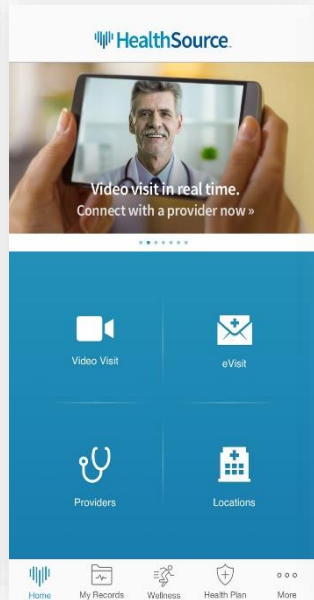 HealthSource
Video visit in real time.
Connect with a provider now »
Video Visit
eVisit
Providers
Locations
Home
My Records
Wellness
Health Plan
More